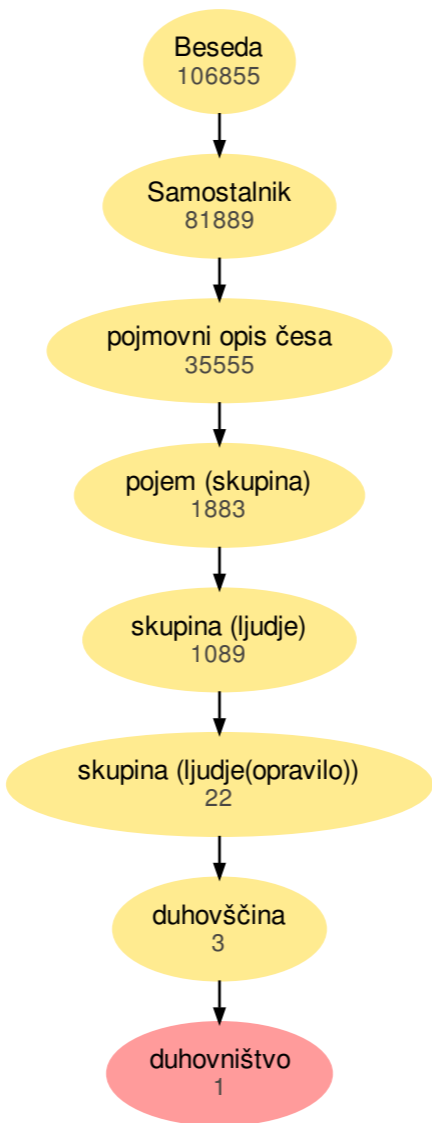 Beseda
106855
Samostalnik
81889
pojmovni opis česa
35555
pojem (skupina)
1883
skupina (ljudje)
1089
skupina (ljudje(opravilo))
22
duhovščina
3
duhovništvo
1